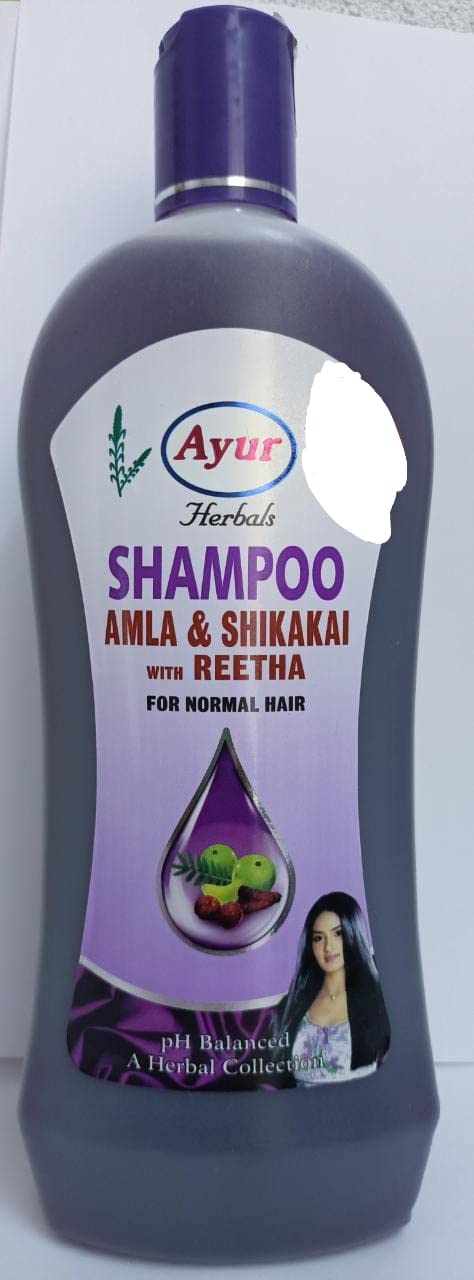 Ayur
Herbals
SHAMPOO
AMLA & SHIKAKAI
WITH REETHA
FOR NORMAL HAIR
pH Balanced
A Herbal Collection